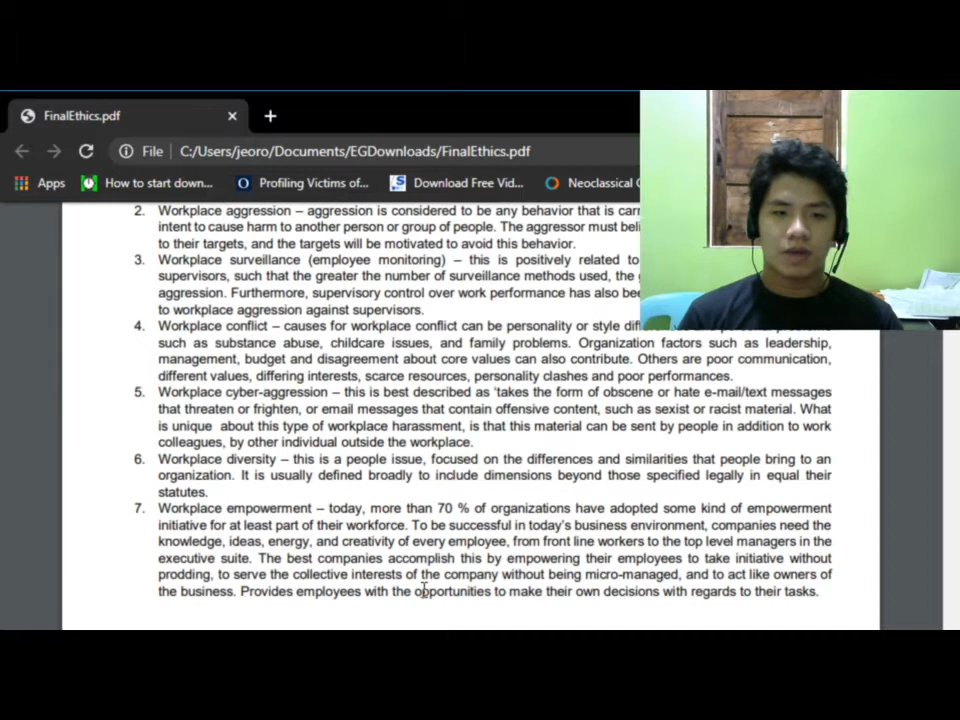 FinalEthics.pdf
File C:/Users/jeoro/Documents/EGDownloads/FinalEthics.pdf
Apps How to start down... Profiling Victims of... Download Free Vid... Neoclassical
2. Workplace aggression – aggression is considered to be any behavior that is
intent to cause harm to another person or group of people. The aggressor must
to their targets, and the targets will be motivated to avoid this behavior.
3. Workplace surveillance (employee monitoring) – this is positively related to
supervisors, such that the greater the number of surveillance methods used, the
aggression. Furthermore, supervisory control over work performance has also
to workplace aggression against supervisors.
4. Workplace conflict – causes for workplace conflict can be personality or style
such as substance abuse, childcare issues, and family problems. Organization factors such as leadership,
management, budget and disagreement about core values can also contribute. Others are poor communication,
different values, differing interests, scarce resources, personality clashes and poor performances.
5. Workplace cyber-aggression – this is best described as ‘takes the form of obscene or hate e-mail/text messages
that threaten or frighten, or email messages that contain offensive content, such as sexist or racist material. What
is unique about this type of workplace harassment, is that this material can be sent by people in addition to work
colleagues, by other individual outside the workplace.
6. Workplace diversity – this is a people issue, focused on the differences and similarities that people bring to an
organization. It is usually defined broadly to include dimensions beyond those specified legally in equal their
statutes.
7. Workplace empowerment – today, more than 70 % of organizations have adopted some kind of empowerment
initiative for at least part of their workforce. To be successful in today’s business environment, companies need the
knowledge, ideas, energy, and creativity of every employee, from front line workers to the top level managers in the
executive suite. The best companies accomplish this by empowering their employees to take initiative without
prodding, to serve the collective interests of the company without being micro-managed, and to act like owners of
the business. Provides employees with the opportunities to make their own decisions with regards to their tasks.